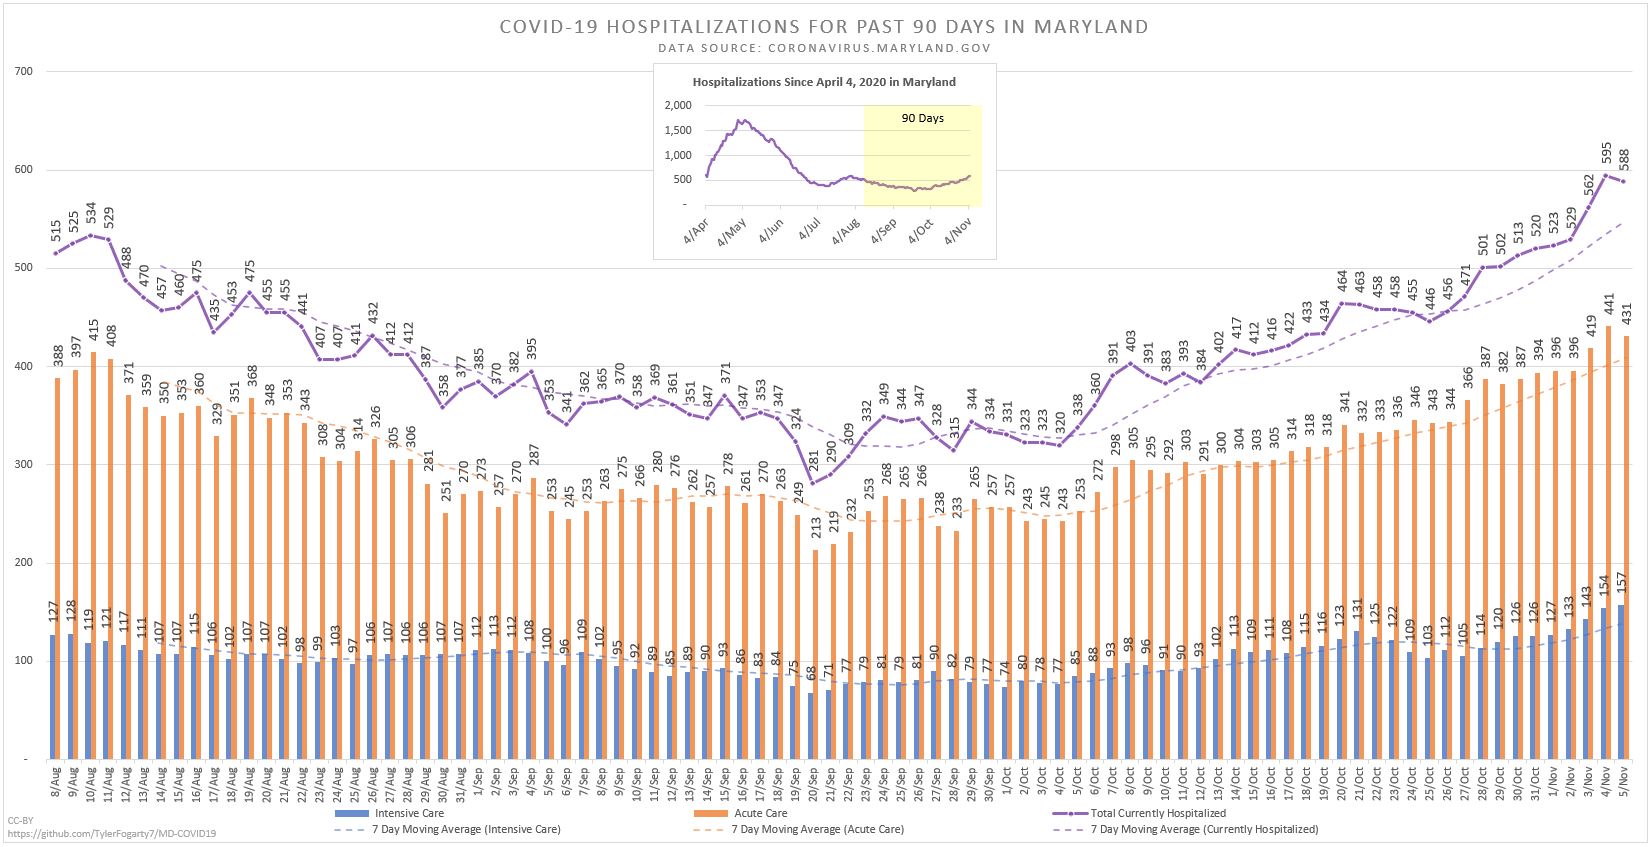 COVID-19 HOSPITALIZATIONS FOR PAST 90 DAYS IN MARYLAND
DATA SOURCE: CORONAVIRUS.MARYLAND.GOV
Hospitalizations Since April 4, 2020 in Maryland
90 Days
2,000
1,500
1,000
500
-
4/Apr 4/May 4/Jun 4/Jul 4/Aug 4/Sep 4/Oct 4/Nov
700
600
500
400
300
200
100
-
515 525 534 529 488 470 457 460 475 435 453 475 455 455 441 407 407 411 432 412 412 387 358 377 385 370 382 395 353 341 362 365 370 358 369 361 351 347 371 347 353 347 324 281 290 309 332 349 344 347 328 315 344 334 331 323 323 320 338 360 391 403 391 383 393 384 402 417 412 416 422 433 434 464 463 458 458 455 446 456 471 501 502 513 520 523 529 562 595 588
388 397 415 408 371 359 350 353 360 329 351 368 348 353 343 308 304 314 326 305 306 281 251 270 273 257 270 287 253 245 253 263 275 266 280 276 262 257 278 261 270 263 249 213 219 232 253 268 265 266 238 233 265 257 257 243 245 243 253 272 298 305 295 292 303 291 300 304 303 305 314 318 318 341 332 333 336 346 343 344 366 387 382 387 394 396 396 419 441 431
127 128 119 121 117 111 107 107 115 106 102 107 107 102 98 99 103 97 106 107 106 106 107 107 112 113 112 108 100 96 109 102 95 92 89 85 89 90 93 86 83 84 75 68 71 77 79 81 79 81 90 82 79 77 74 80 78 77 85 88 93 98 96 91 90 93 102 113 109 111 108 115 116 123 131 125 122 109 103 112 105 114 120 126 126 127 133 143 154 157
8/Aug 9/Aug 10/Aug 11/Aug 12/Aug 13/Aug 14/Aug 15/Aug 16/Aug 17/Aug 18/Aug 19/Aug 20/Aug 21/Aug 22/Aug 23/Aug 24/Aug 25/Aug 26/Aug 27/Aug 28/Aug 29/Aug 30/Aug 31/Aug 1/Sep 2/Sep 3/Sep 4/Sep 5/Sep 6/Sep 7/Sep 8/Sep 9/Sep 10/Sep 11/Sep 12/Sep 13/Sep 14/Sep 15/Sep 16/Sep 17/Sep 18/Sep 19/Sep 20/Sep 21/Sep 22/Sep 23/Sep 24/Sep 25/Sep 26/Sep 27/Sep 28/Sep 29/Sep 30/Sep 1/Oct 2/Oct 3/Oct 4/Oct 5/Oct 6/Oct 7/Oct 8/Oct 9/Oct 10/Oct 11/Oct 12/Oct 13/Oct 14/Oct 15/Oct 16/Oct 17/Oct 18/Oct 19/Oct 20/Oct 21/Oct 22/Oct 23/Oct 24/Oct 25/Oct 26/Oct 27/Oct 28/Oct 29/Oct 30/Oct 31/Oct 1/Nov 2/Nov 3/Nov 4/Nov 5/Nov
Intensive Care Acute Care Total Currently Hospitalized
7 Day Moving Average (Intensive Care) 7 Day Moving Average (Acute Care) 7 Day Moving Average (Currently Hospitalized)
CC-BY
https://github.com/TylerFogarty7/MD-COVID19